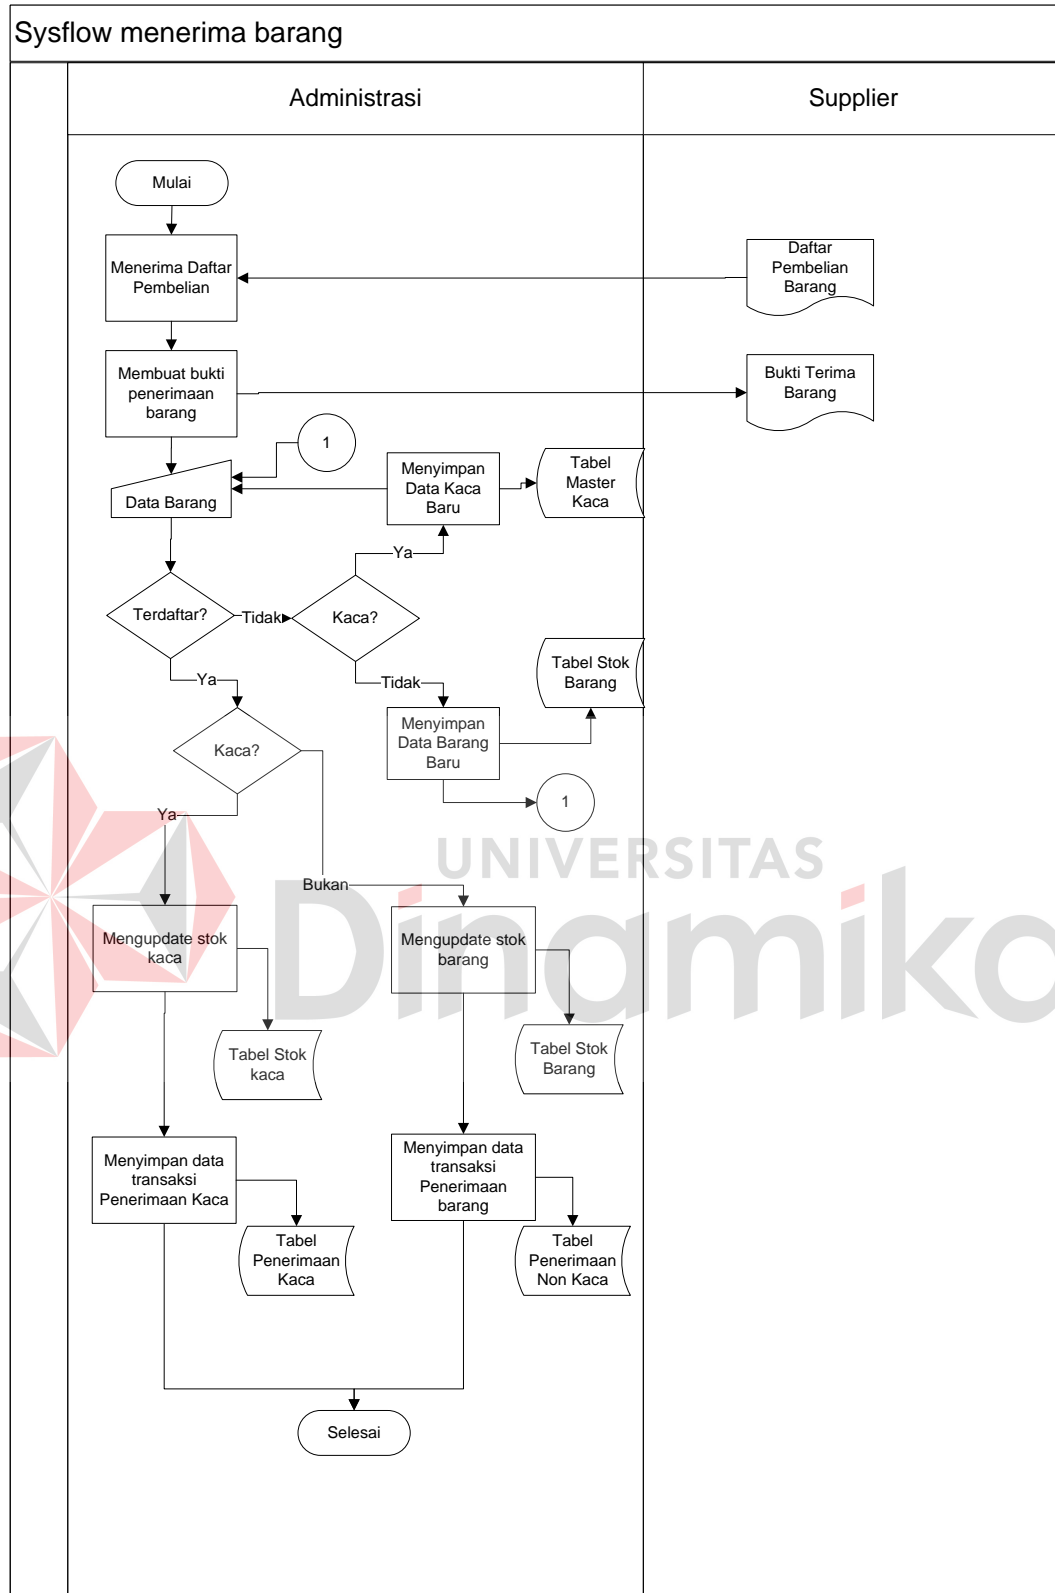 Sysflow menerima barang
Administrasi
Supplier
Mulai
Menerima Daftar
Pembelian
Daftar
Pembelian
Barang
Membuat bukti
penerimaan
barang
Bukti Terima
Barang
1
Data Barang
Menyimpan
Data Kaca
Baru
Tabel
Master
Kaca
Ya
Terdaftar?
Tidak
Kaca?
Ya
Tidak
Tabel Stok
Barang
Kaca?
Menyimpan
Data Barang
Baru
1
Ya
UNIVERSITAS
Dinamika
Bukan
Mengupdate stok
kaca
Mengupdate stok
barang
Tabel Stok
kaca
Tabel Stok
Barang
Menyimpan data
transaksi
Penerimaan Kaca
Menyimpan data
transaksi
Penerimaan
barang
Tabel
Penerimaan
Kaca
Tabel
Penerimaan
Non Kaca
Selesai